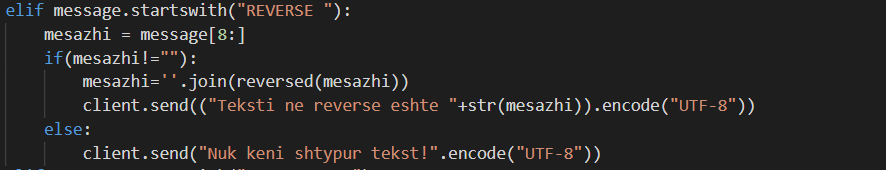 elif message.startswith("REVERSE "):
    mesazhi = message[8:]
    if(mesazhi!=""):
        mesazhi=''.join(reversed(mesazhi))
        client.send(("Teksti ne reverse eshte "+str(mesazhi)).encode("UTF-8"))
    else:
        client.send("Nuk keni shtypur tekst!".encode("UTF-8"))